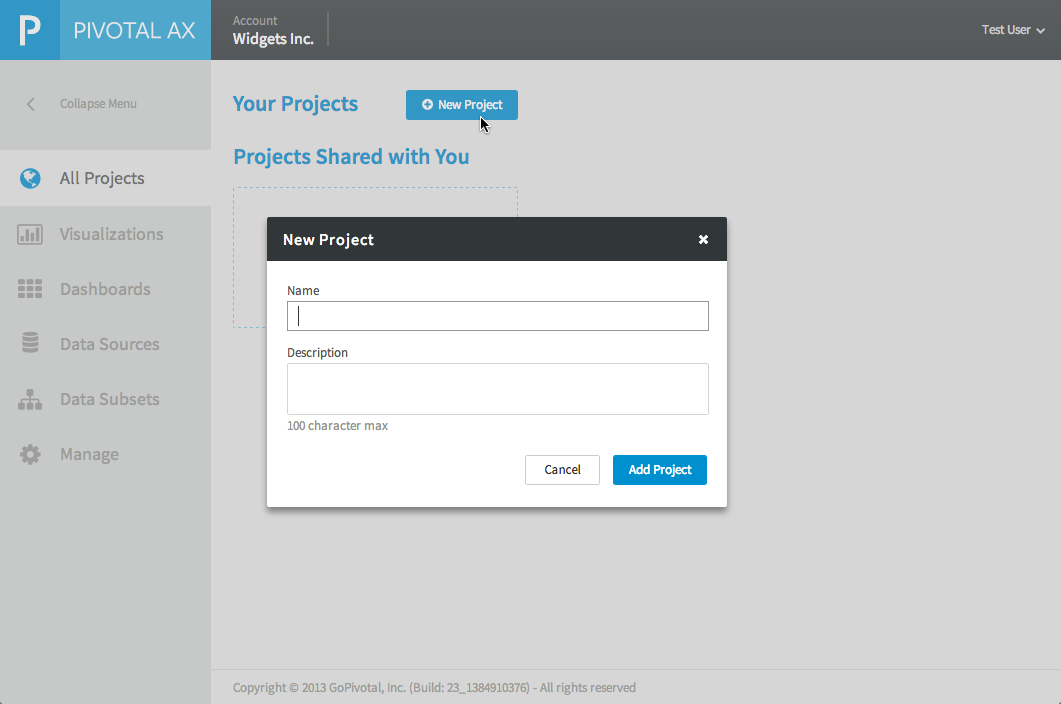 P PIVOTAL AX
Account
Widgets Inc.
Test User
Collapse Menu
All Projects
Visualizations
Dashboards
Data Sources
Data Subsets
Manage
Your Projects
New Project
Projects Shared with You
New Project
Name
Description
100 character max
Cancel
Add Project
Copyright © 2013 GoPivotal, Inc. (Build: 23_1384910376) - All rights reserved